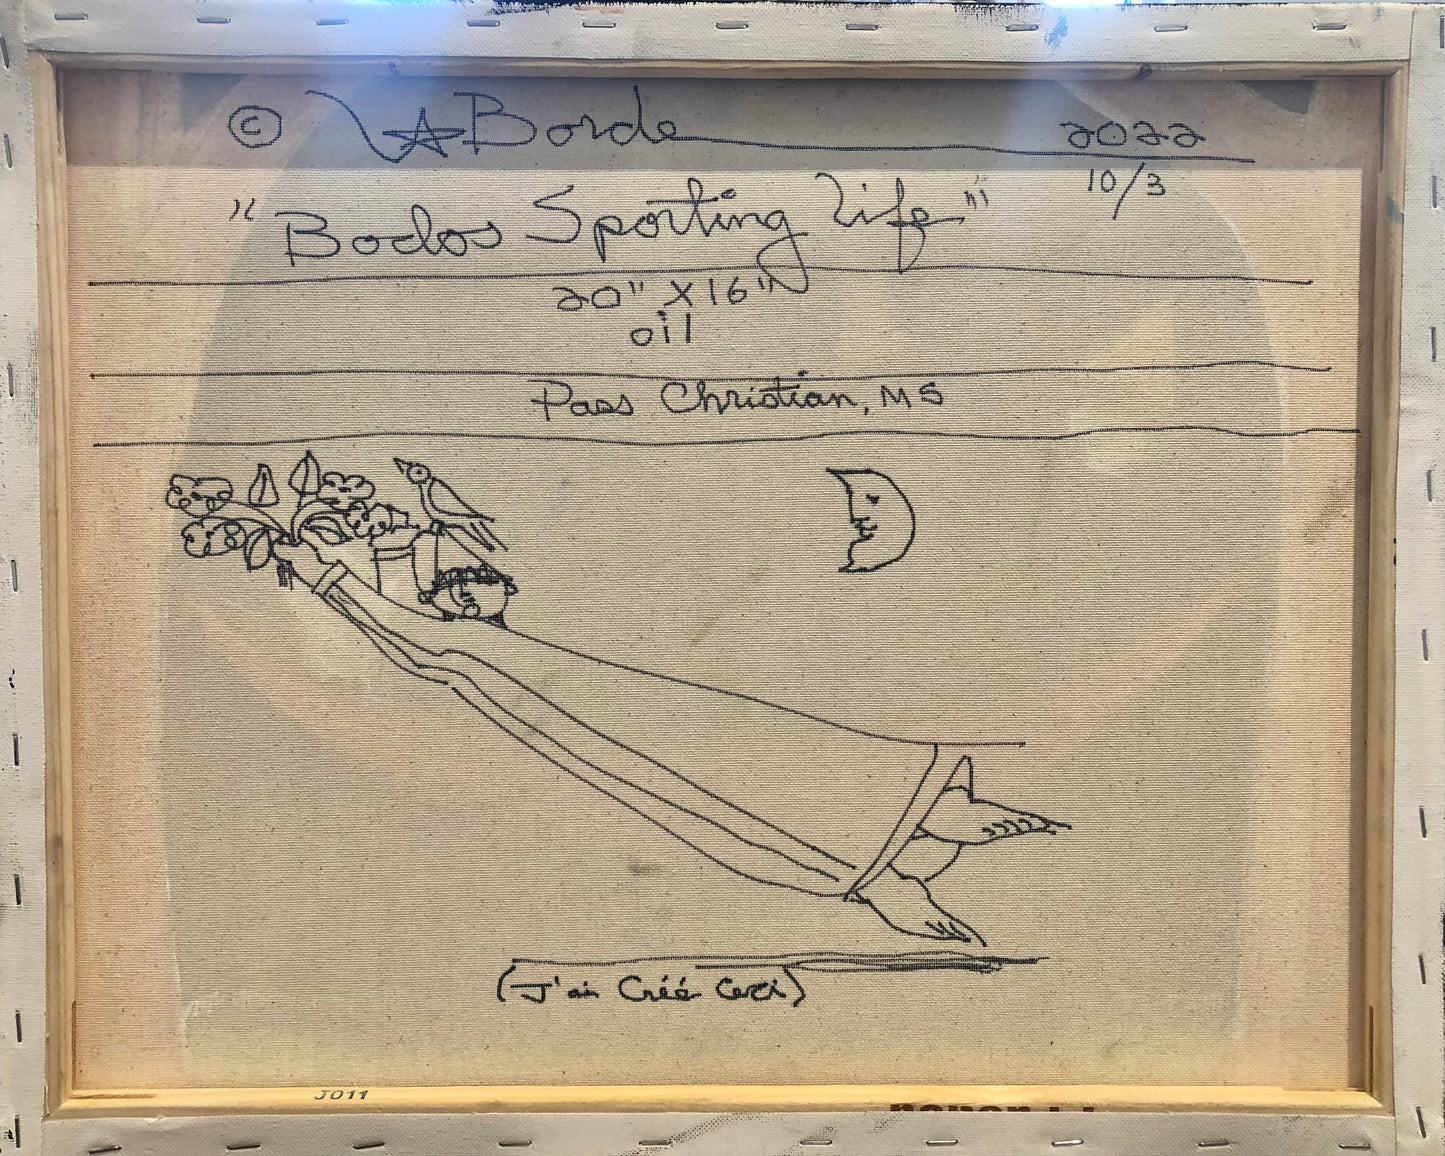 © L☆Borde 2022
10/3
"Bodos Sporting Life"
20" X 16"
oil
Pass Christian, MS
(J'ai Créé Ceci)
J011